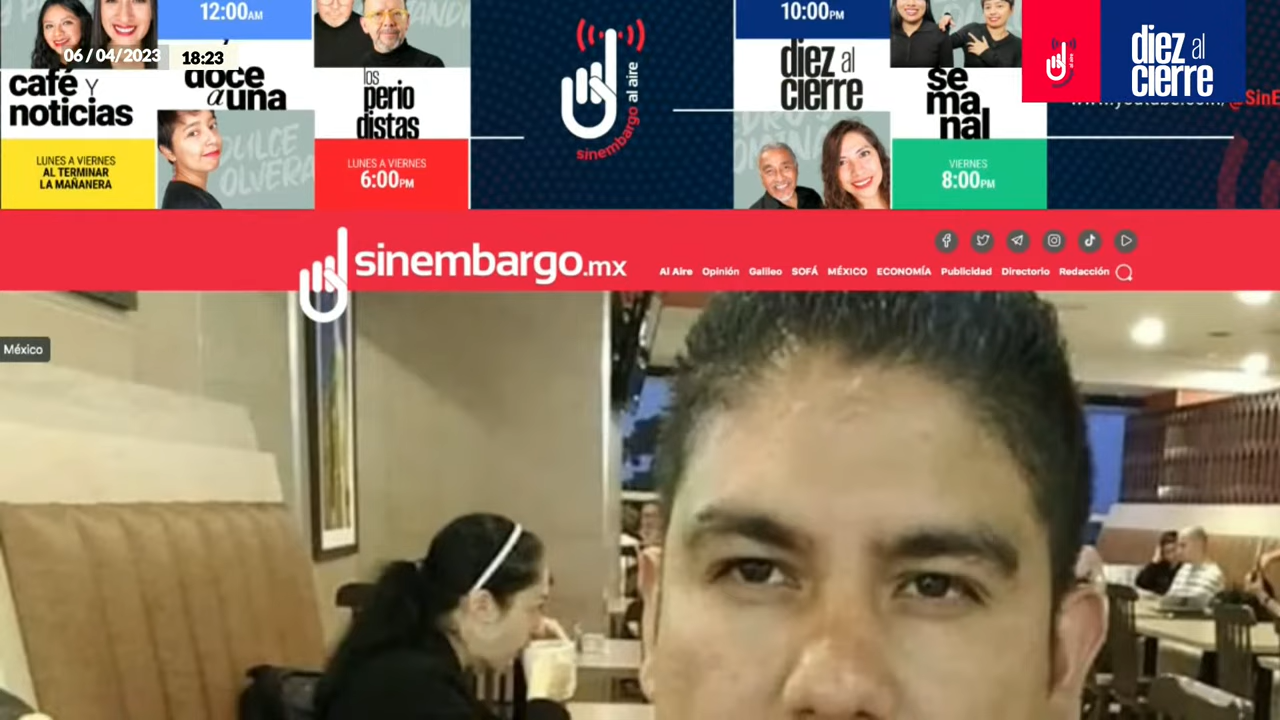 12:00AM
10:00PM
06/04/2023
18:23
café Y
noticias
doce
a una
los
perio
distas
al aire
sinembargo
diez al
cierre
se
ma
nal
diez al
cierre
DULCE
OLVERA
LUNES A VIERNES
AL TERMINAR
LA MAÑANERA
LUNES A VIERNES
6:00PM
VIERNES
8:00PM
sinembargo.mx
Al Aire Opinión Galileo SOFÁ MÉXICO ECONOMÍA Publicidad Directorio Redacción
México